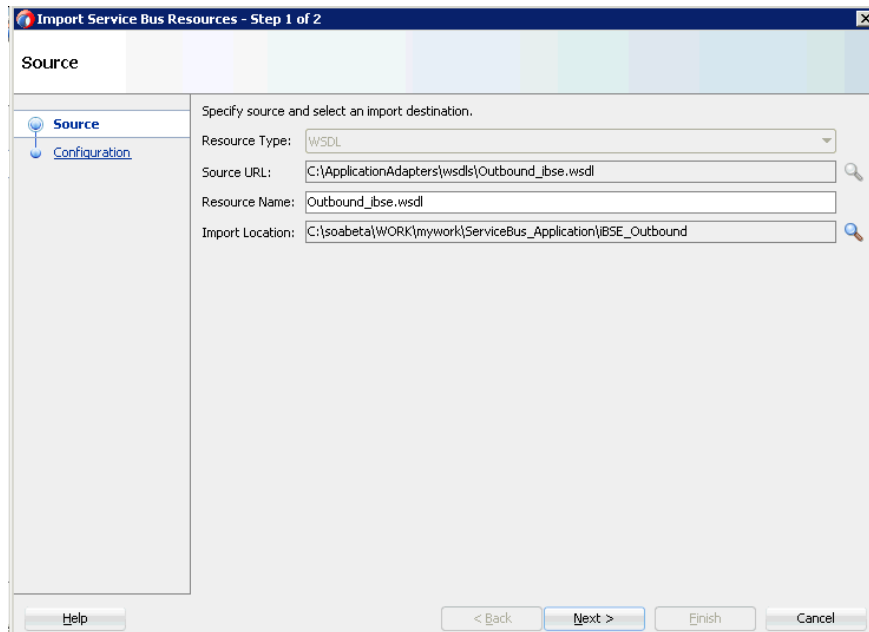 Import Service Bus Resources - Step 1 of 2
Source
Source
Configuration
Specify source and select an import destination.
Resource Type: WSDL
Source URL: C:\ApplicationAdapters\wsdls\Outbound_ibse.wsdl
Resource Name: Outbound_ibse.wsdl
Import Location: C:\soabeta\WORK\mywork\ServiceBus_Application\iBSE_Outbound
Help
< Back
Next >
Finish
Cancel